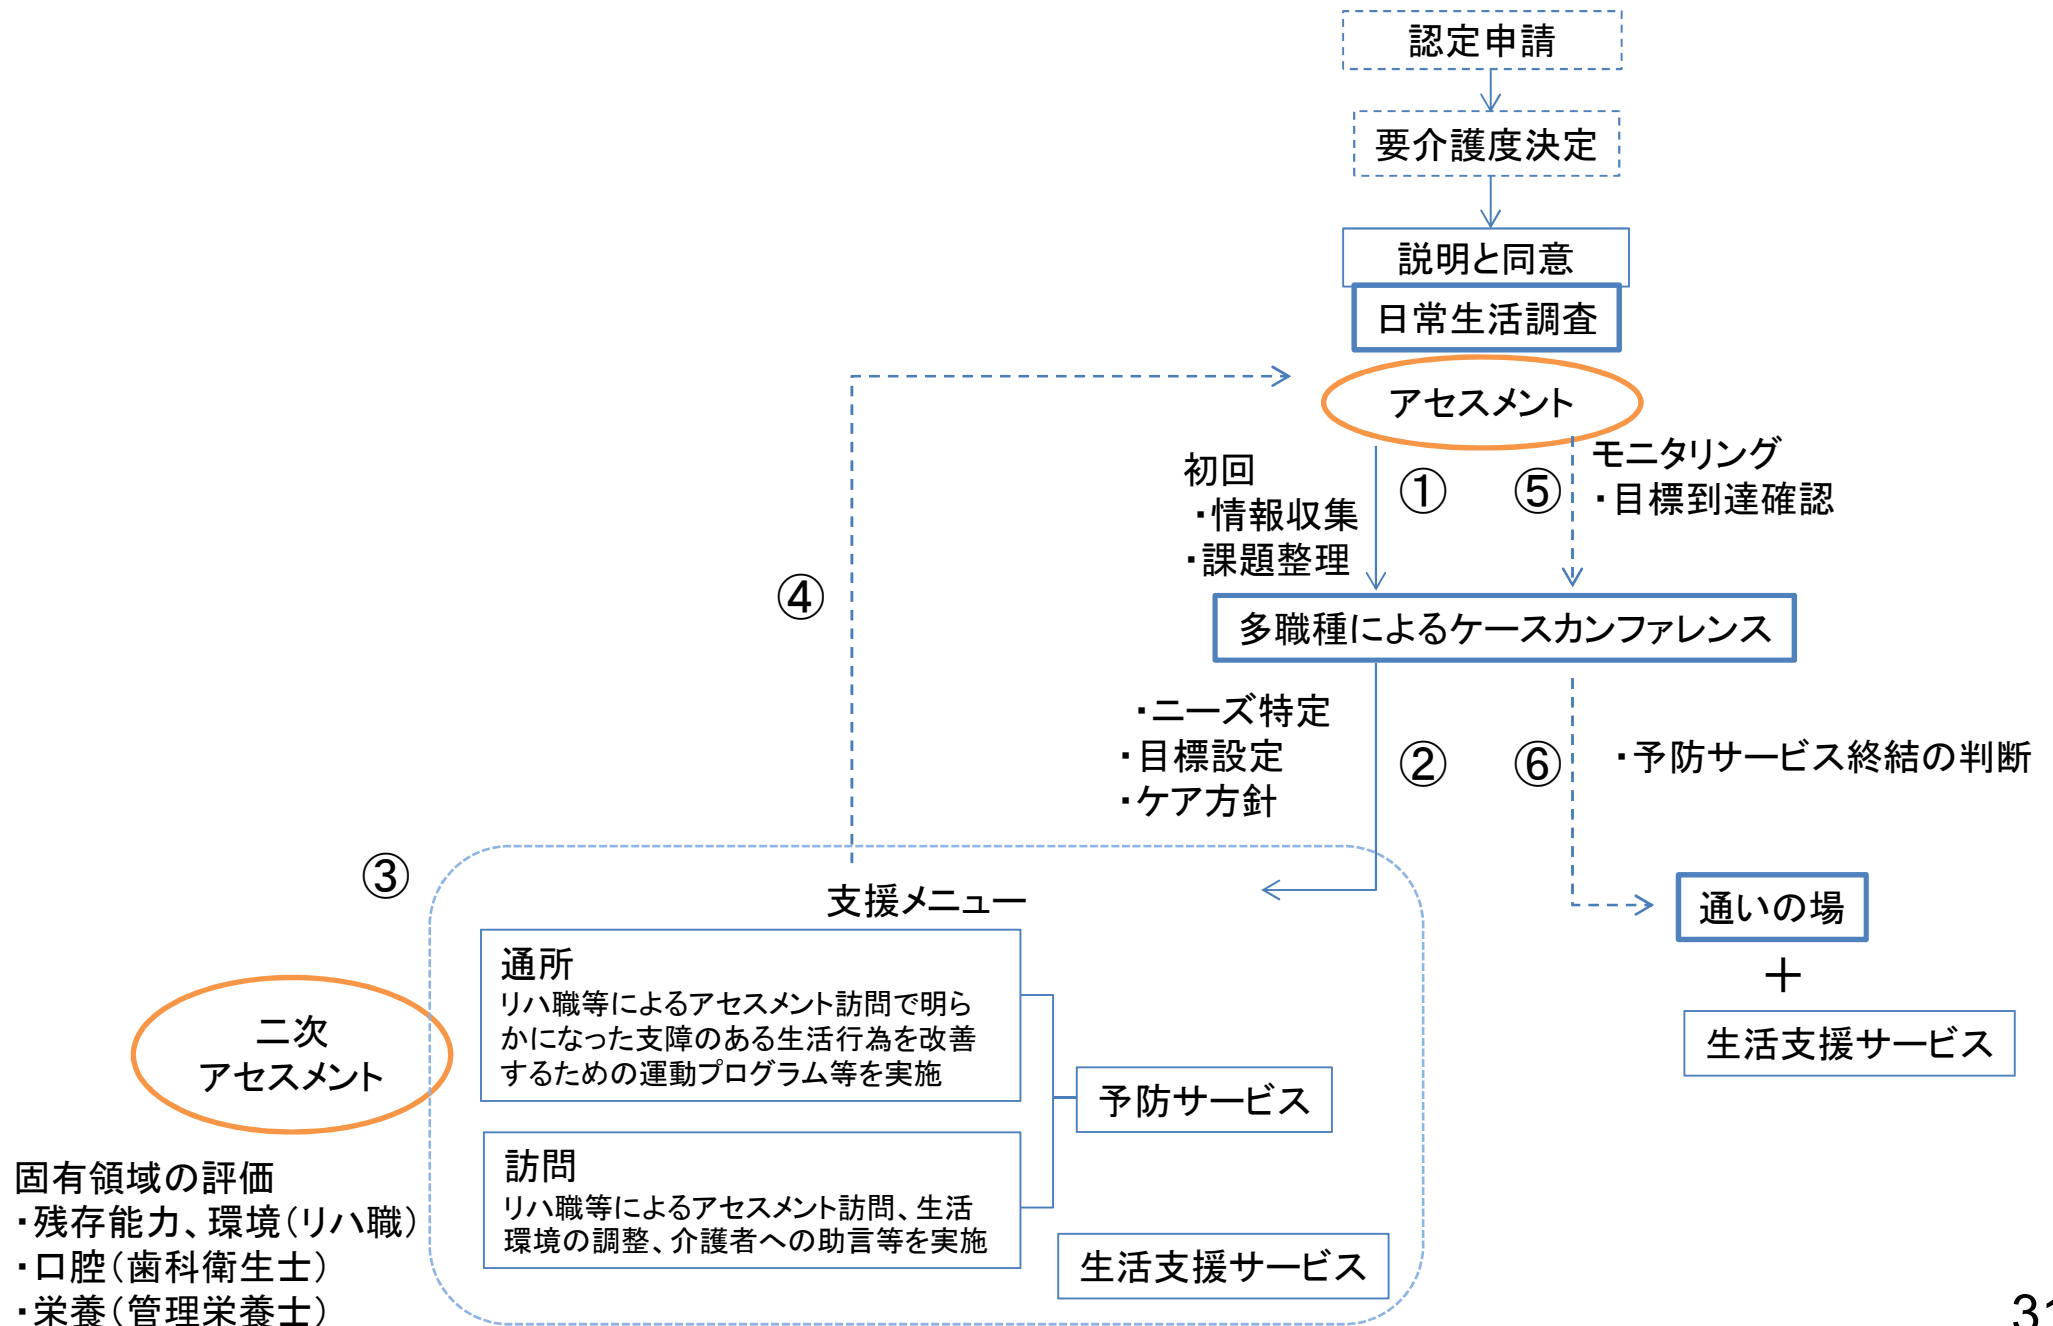 認定申請
要介護度決定
説明と同意
日常生活調査
アセスメント
初回
・情報収集
・課題整理
①
⑤
モニタリング
・目標到達確認
④
多職種によるケースカンファレンス
・ニーズ特定
・目標設定
・ケア方針
②
⑥
・予防サービス終結の判断
③
支援メニュー
通いの場
＋
生活支援サービス
通所
リハ職等によるアセスメント訪問で明ら
かになった支障のある生活行為を改善
するための運動プログラム等を実施
二次
アセスメント
予防サービス
訪問
リハ職等によるアセスメント訪問、生活
環境の調整、介護者への助言等を実施
生活支援サービス
固有領域の評価
・残存能力、環境（リハ職）
・口腔（歯科衛生士）
・栄養（管理栄養士）
31